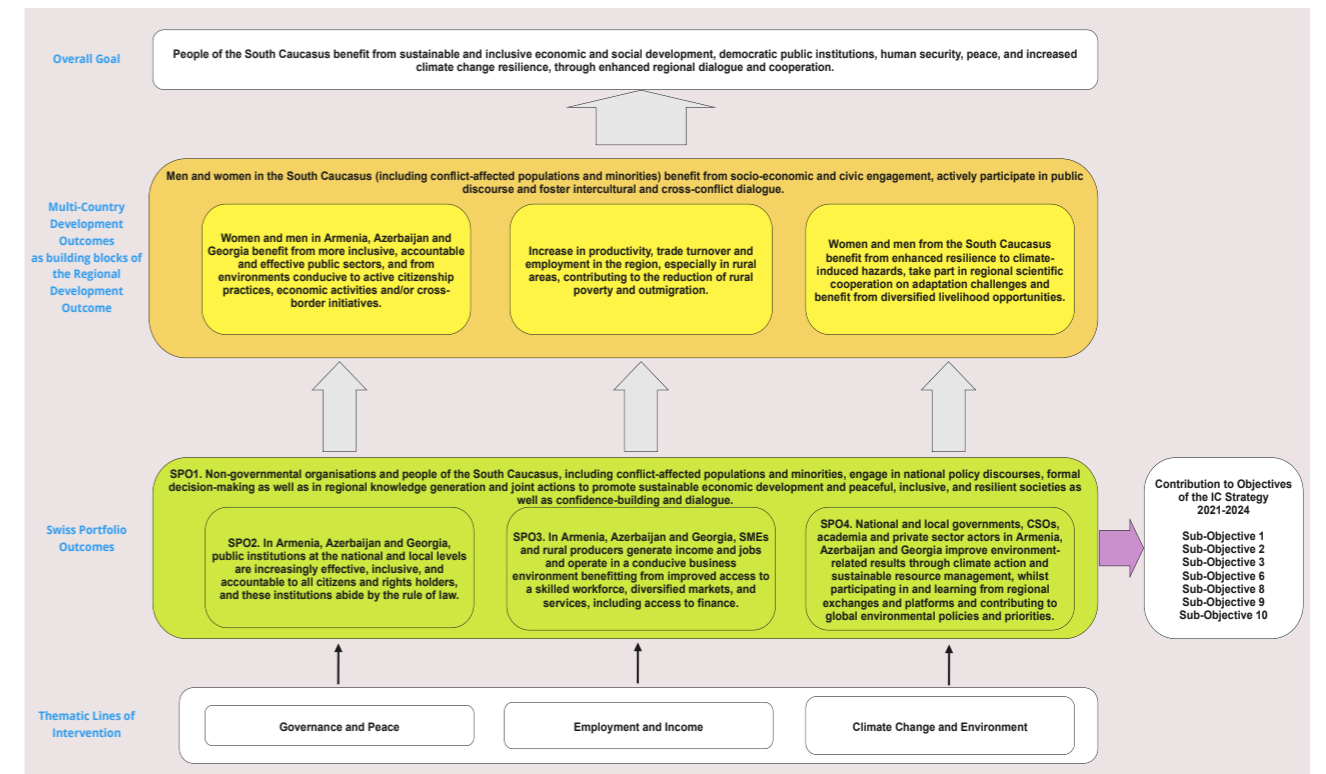 Overall Goal
People of the South Caucasus benefit from sustainable and inclusive economic and social development, democratic public institutions, human security, peace, and increased
climate change resilience, through enhanced regional dialogue and cooperation.
Multi-Country
Development
Outcomes
as building blocks of
the Regional
Development
Outcome
Men and women in the South Caucasus (including conflict-affected populations and minorities) benefit from socio-economic and civic engagement, actively participate in public
discourse and foster intercultural and cross-conflict dialogue.
Women and men in Armenia, Azerbaijan and
Georgia benefit from more inclusive, accountable
and effective public sectors, and from
environments conducive to active citizenship
practices, economic activities and/or cross-
border initiatives.
Increase in productivity, trade turnover and
employment in the region, especially in rural
areas, contributing to the reduction of rural
poverty and outmigration.
Women and men from the South Caucasus
benefit from enhanced resilience to climate-
induced hazards, take part in regional scientific
cooperation on adaptation challenges and
benefit from diversified livelihood opportunities.
Swiss Portfolio
Outcomes
SPO1. Non-governmental organisations and people of the South Caucasus, including conflict-affected populations and minorities, engage in national policy discourses, formal
decision-making as well as in regional knowledge generation and joint actions to promote sustainable economic development and peaceful, inclusive, and resilient societies as
well as confidence-building and dialogue.
SPO2. In Armenia, Azerbaijan and Georgia,
public institutions at the national and local levels
are increasingly effective, inclusive, and
accountable to all citizens and rights holders,
and these institutions abide by the rule of law.
SPO3. In Armenia, Azerbaijan and Georgia, SMEs
and rural producers generate income and jobs
and operate in a conducive business
environment benefitting from improved access to
a skilled workforce, diversified markets, and
services, including access to finance.
SPO4. National and local governments, CSOs,
academia and private sector actors in Armenia,
Azerbaijan and Georgia improve environment-
related results through climate action and
sustainable resource management, whilst
participating in and learning from regional
exchanges and platforms and contributing to
global environmental policies and priorities.
Contribution to Objectives
of the IC Strategy
2021-2024
Sub-Objective 1
Sub-Objective 2
Sub-Objective 3
Sub-Objective 6
Sub-Objective 8
Sub-Objective 9
Sub-Objective 10
Thematic Lines of
Intervention
Governance and Peace
Employment and Income
Climate Change and Environment